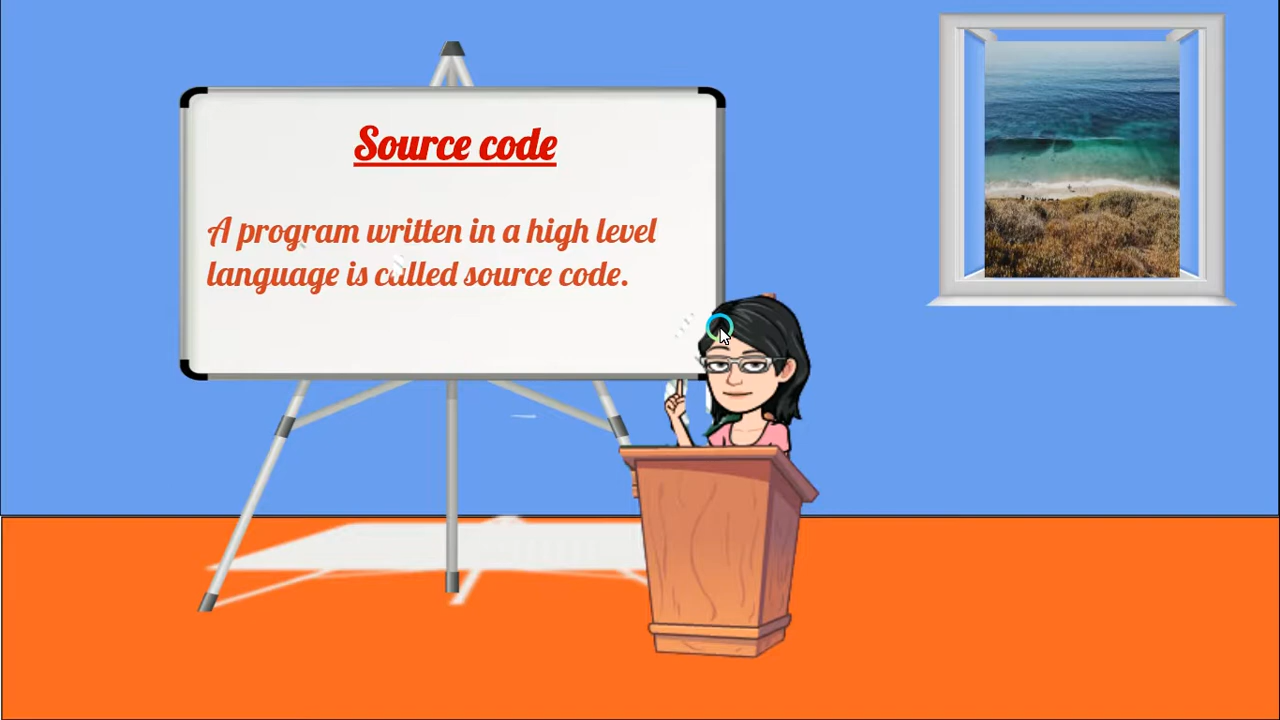 Source code
A program written in a high level
language is called source code.